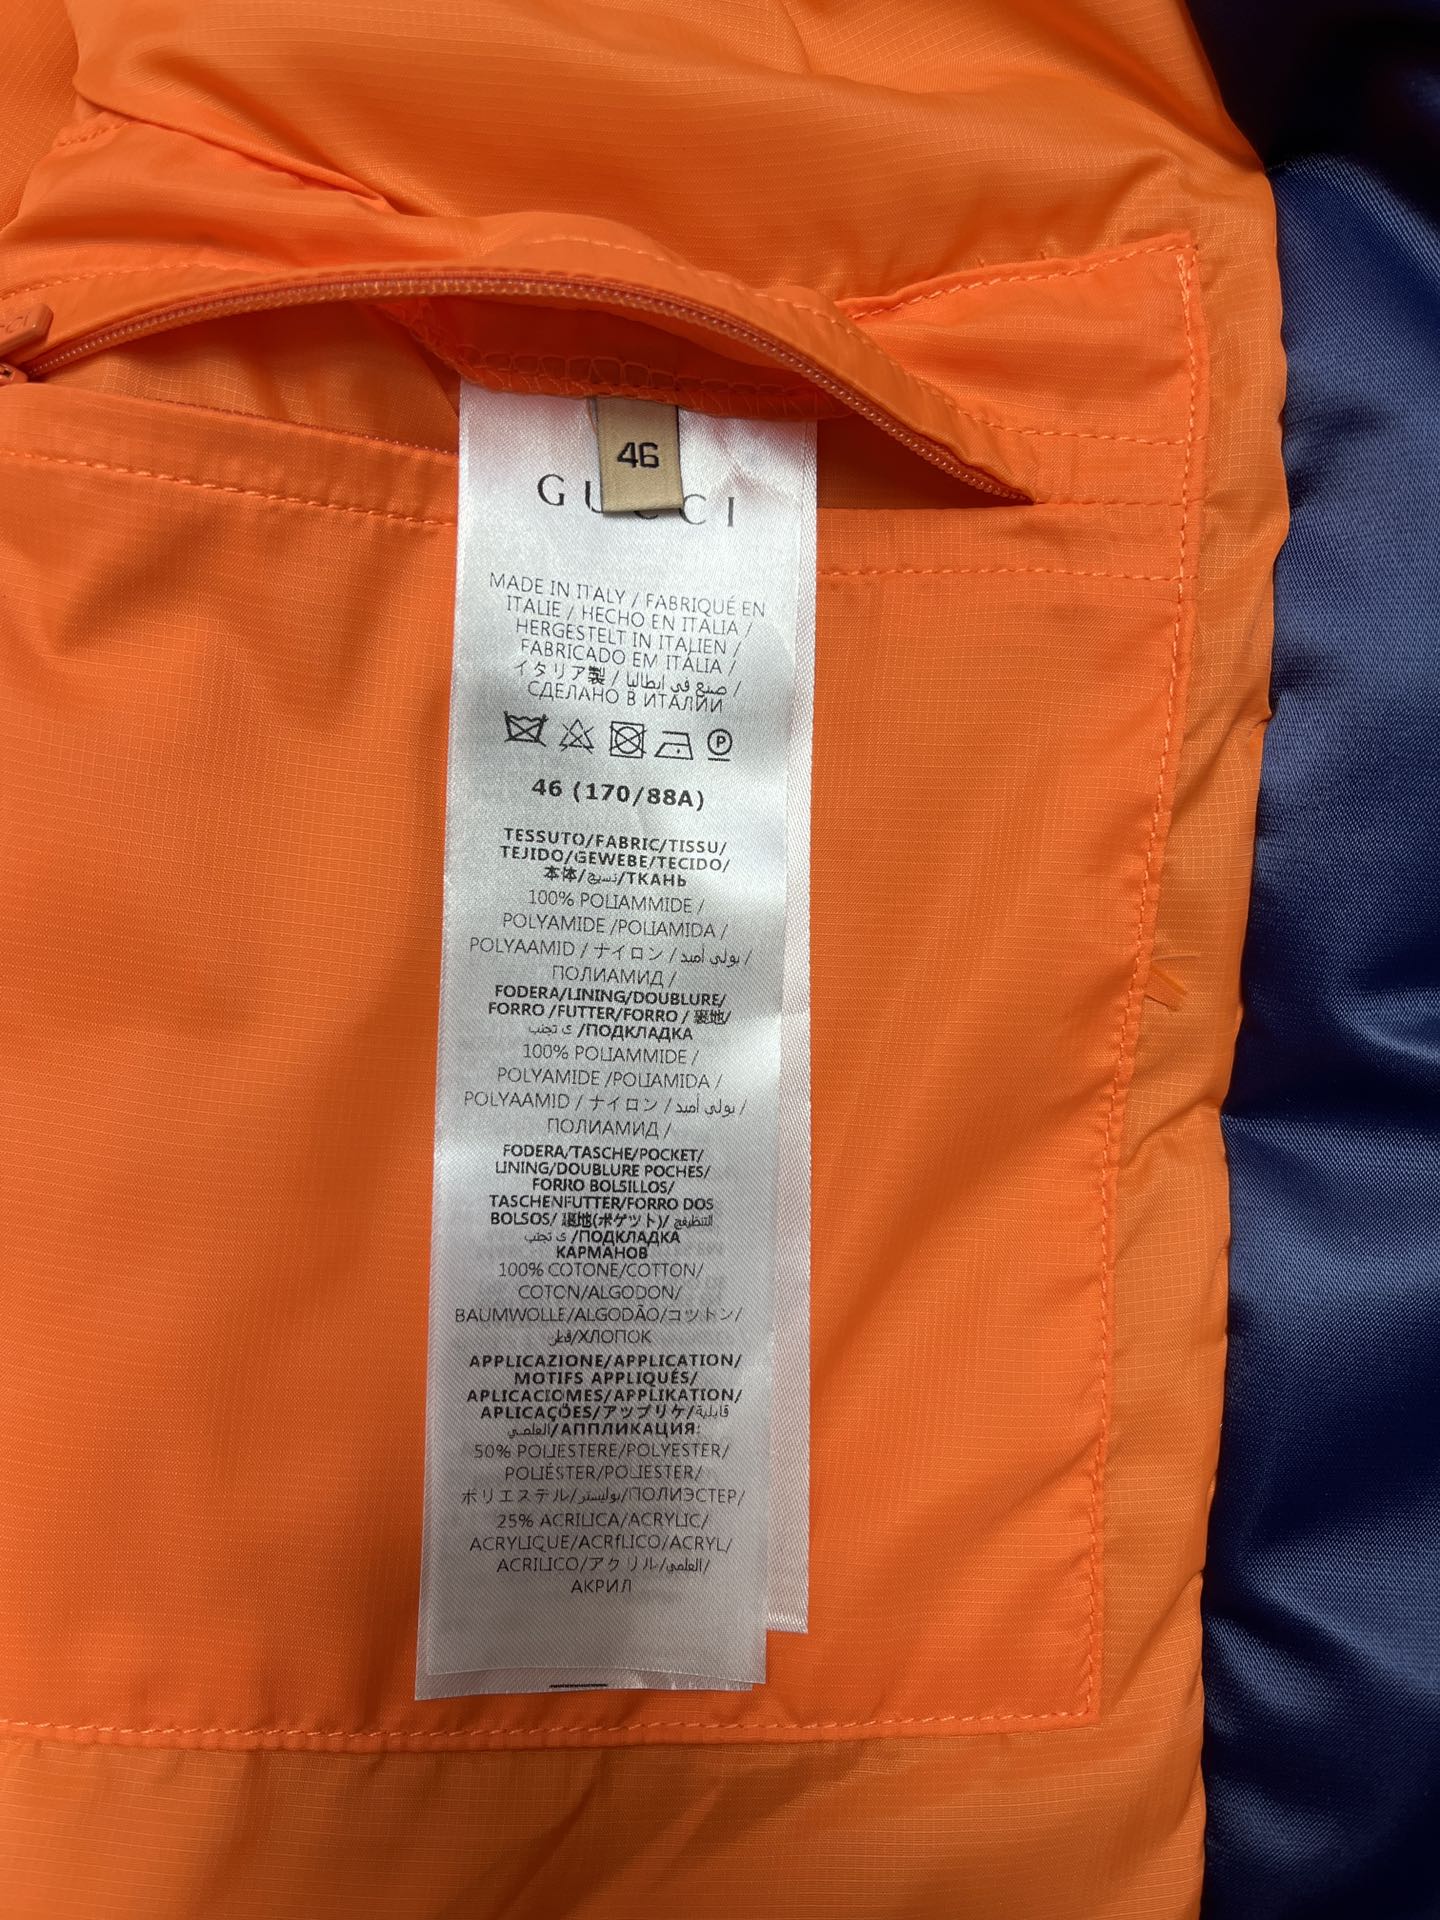 46
GUCCI
MADE IN ITALY / FABRIQUÉ EN
ITALIE / HECHO EN ITALIA /
HERGESTELT IN ITALIEN /
FABRICADO EM ITÁLIA /
イタリア製 / صنع في ايطاليا /
СДЕЛАНО В ИТАЛИИ
P
46 (170/88A)
TESSUTO/FABRIC/TISSU/
TEJIDO/GEWEBE/TECIDO/
本体/نسيج/ТКАНЬ
100% POLIAMMIDE /
POLYAMIDE /POLIAMIDA /
POLYAAMID / ナイロン / بولي أميد /
ПОЛИАМИД /
FODERA/LINING/DOUBLURE/
FORRO /FUTTER/FORRO / 裏地/
ى تجنب /ПОДКЛАДКА
100% POLIAMMIDE /
POLYAMIDE /POLIAMIDA /
POLYAAMID / ナイロン / بولي أميد /
ПОЛИАМИД /
FODERA/TASCHE/POCKET/
LINING/DOUBLURE POCHES/
FORRO BOLSILLOS/
TASCHENFUTTER/FORRO DOS
BOLSOS/ 裏地(ポケット)/
ى تجنب /ПОДКЛАДКА
КАРМАНОВ
100% COTONE/COTTON/
COTON/ALGODON/
BAUMWOLLE/ALGODÃO/コットン/
قطن/ХЛОПОК
APPLICAZIONE/APPLICATION/
MOTIFS APPLIQUÉS/
APLICACIOMES/APPLIKATION/
APLICAÇÕES/アップリケ/قابلية
العلمي/АППЛИКАЦИЯ:
50% POLIESTERE/POLYESTER/
POLIÉSTER/POLIESTER/
ポリエステル/بوليستر/ПОЛИЭСТЕР/
25% ACRILICA/ACRYLIC/
ACRYLIQUE/ACRÍLICO/ACRYL/
ACRILICO/アクリル/العلمي/
АКРИЛ